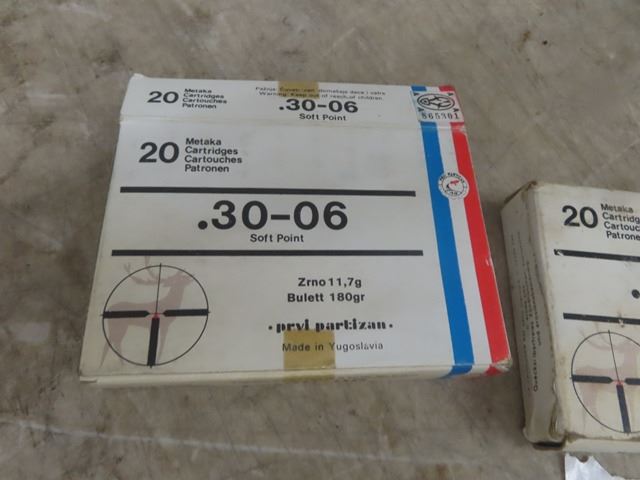 20 Metaka
Cartridges
Cartouches
Patronen
Warning: Keep out of reach of children.
.30-06
Soft Point
865301
20 Metaka
Cartridges
Cartouches
Patronen
.30-06
Soft Point
Zrno 11,7g
Bulett 180gr
· prvi partizan ·
Made in Yugoslavia
20 Metaka
Cartridg
Cartouc
Patrone